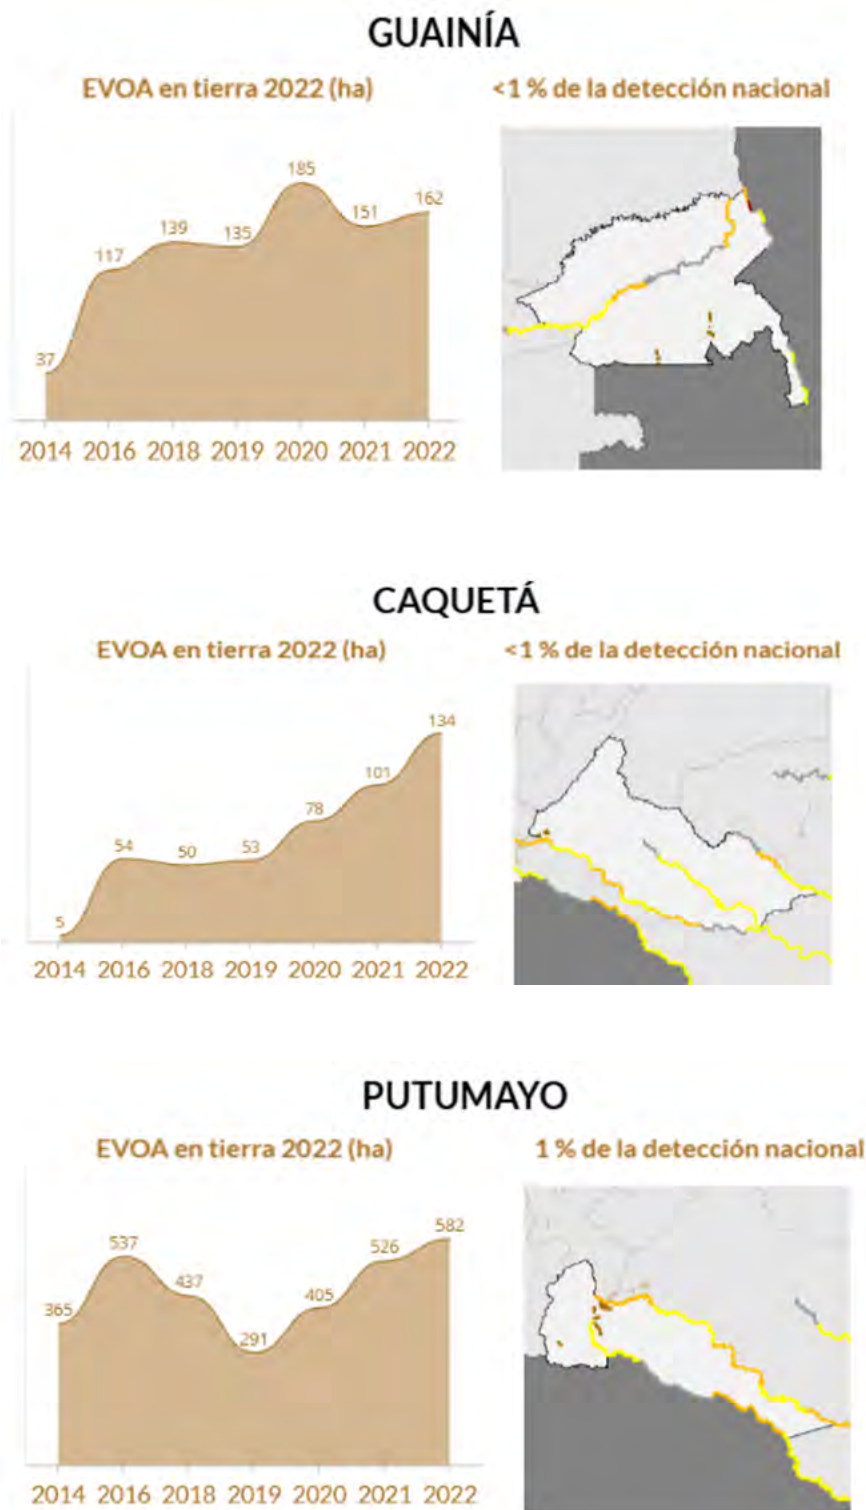 GUAINÍA
EVOA en tierra 2022 (ha)
<1 % de la detección nacional
185
162
151
139
135
117
37
2014 2016 2018 2019 2020 2021 2022
CAQUETÁ
EVOA en tierra 2022 (ha)
<1 % de la detección nacional
134
101
78
54
50
53
5
2014 2016 2018 2019 2020 2021 2022
PUTUMAYO
EVOA en tierra 2022 (ha)
1 % de la detección nacional
582
537
526
437
405
365
291
2014 2016 2018 2019 2020 2021 2022